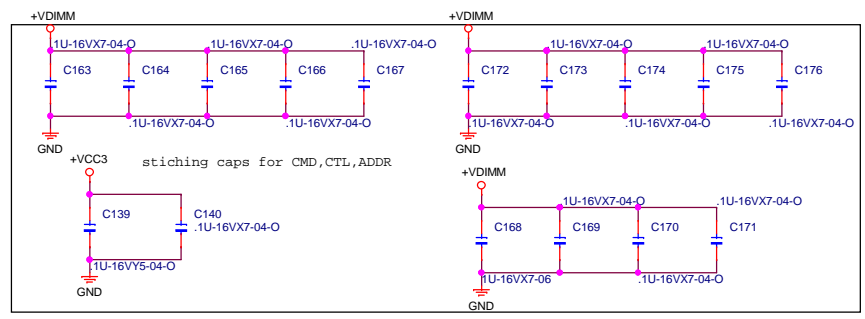 +VDIMM
.1U-16VX7-04-O .1U-16VX7-04-O .1U-16VX7-04-O
C163 C164 C165 C166 C167
.1U-16VX7-04-O .1U-16VX7-04-O
GND
+VDIMM
.1U-16VX7-04-O .1U-16VX7-04-O .1U-16VX7-04-O
C172 C173 C174 C175 C176
.1U-16VX7-04-O .1U-16VX7-04-O
GND
stiching caps for CMD,CTL,ADDR
+VCC3
C139 C140
.1U-16VX7-04-O
.1U-16VY5-04-O
GND
+VDIMM
.1U-16VX7-04-O .1U-16VX7-04-O
C168 C169 C170 C171
1U-16VX7-06 .1U-16VX7-04-O
GND